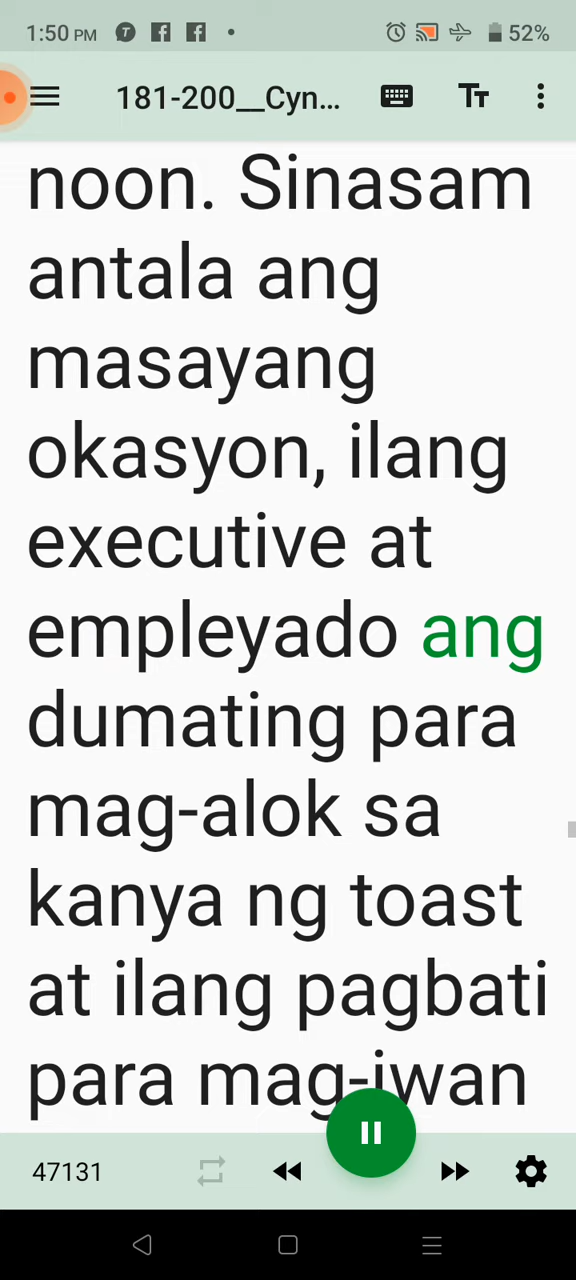 1:50 PM
52%
181-200__Cyn...
noon. Sinasam
antala ang
masayang
okasyon, ilang
executive at
empleyado ang
dumating para
mag-alok sa
kanya ng toast
at ilang pagbati
para mag-iwan
47131